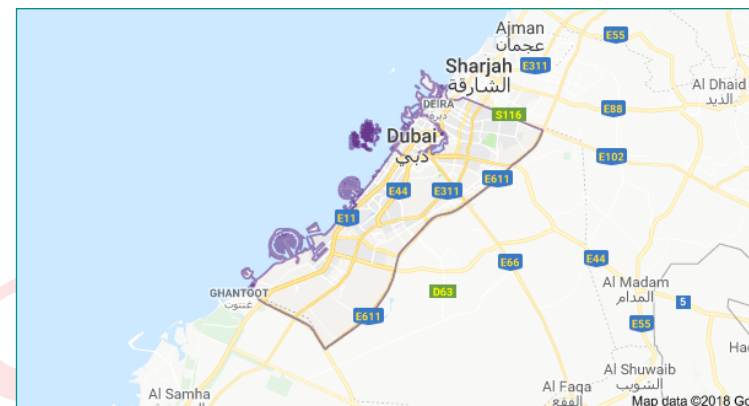 Ajman
عجمان
E55
E311
Sharjah
الشارقة
Al Dhaid
الذيد
DEIRA
ديرة
S116
E88
Dubai
دبي
E102
E611
E44
E311
E11
E66
E44
D63
GHANTOOT
غنتوت
E611
Al Madam
المدام
5
E55
Al Shuwaib
الشويب
Al Samha
Al Faqa
الفقع
Map data ©2018